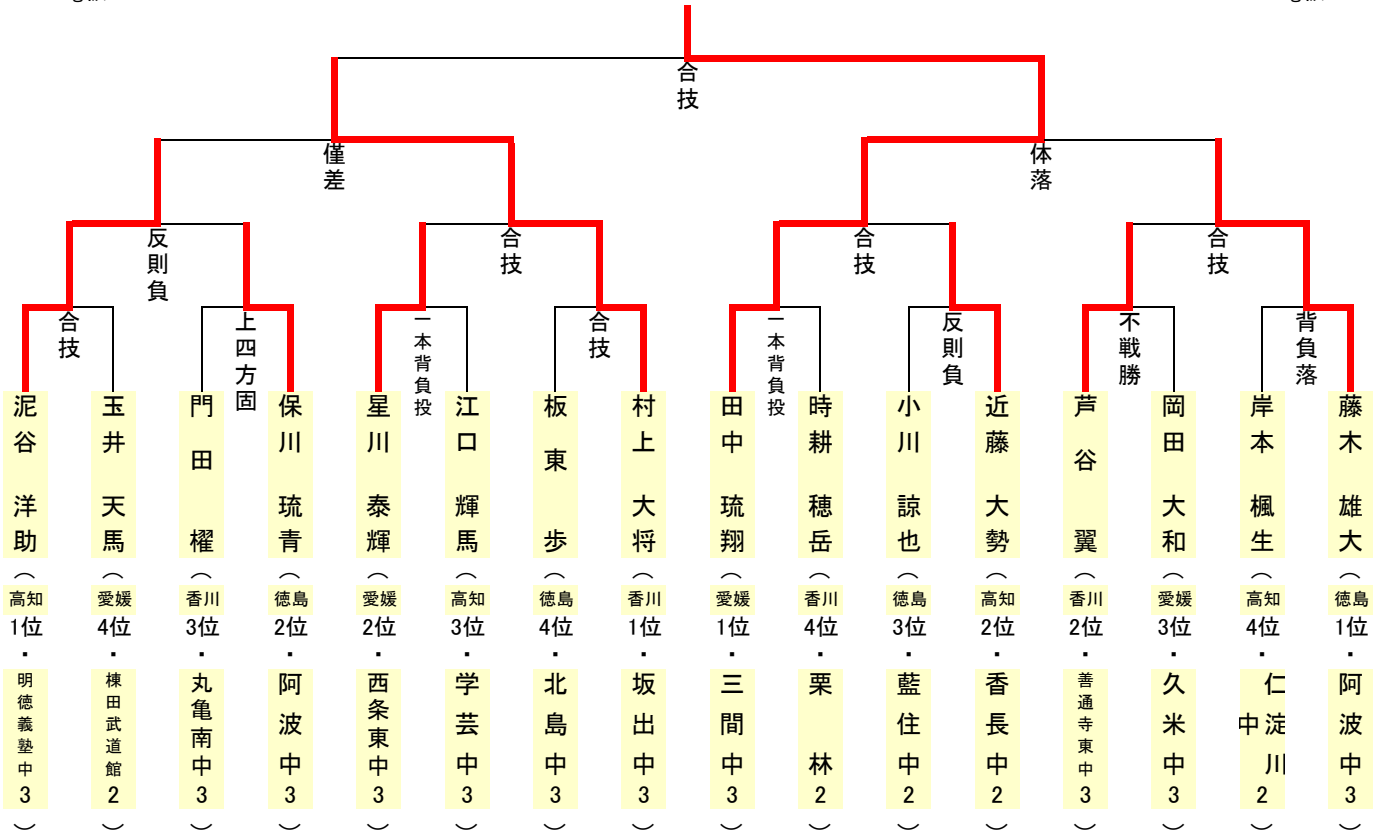 合技
僅差
体落
反則負
合技
合技
合技
合技
上四方固
一本背負投
合技
一本背負投
反則負
不戦勝
背負落
泥谷 洋助（高知1位・明徳義塾中3）
玉井 天馬（愛媛4位・棟田武道館2）
門田 櫂（香川3位・丸亀南中3）
保川 琉青（徳島2位・阿波中3）
星川 泰輝（愛媛2位・西条東中3）
江口 輝馬（高知3位・学芸中3）
板東 歩（徳島4位・北島中3）
村上 大将（香川1位・坂出中3）
田中 琉翔（愛媛1位・三間中3）
時耕 穂岳（香川4位・栗林2）
小川 諒也（徳島3位・藍住中2）
近藤 大勢（高知2位・香長中2）
芦谷 翼（香川2位・善通寺東中3）
岡田 大和（愛媛3位・久米中3）
岸本 楓生（高知4位・仁淀川中2）
藤木 雄大（徳島1位・阿波中3）